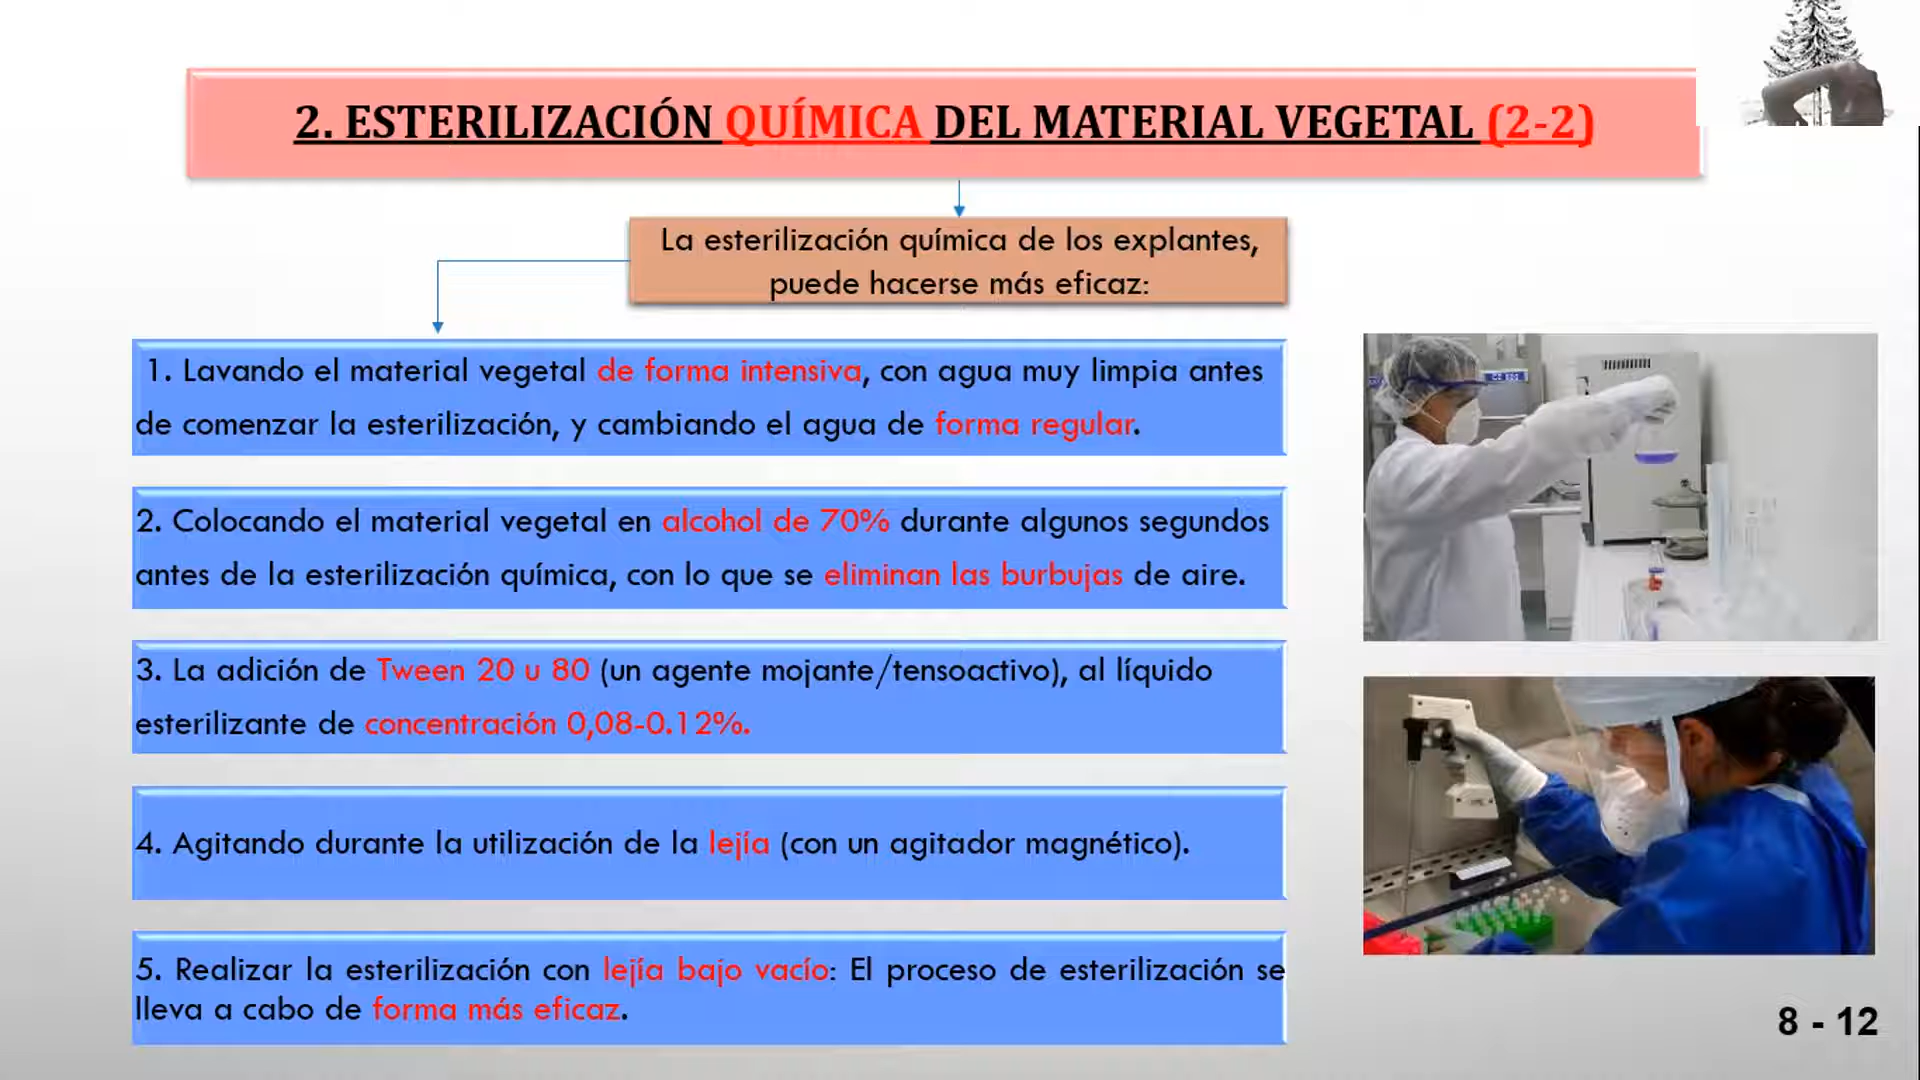 2. ESTERILIZACIÓN QUÍMICA DEL MATERIAL VEGETAL (2-2)
La esterilización química de los explantes,
puede hacerse más eficaz:
1. Lavando el material vegetal de forma intensiva, con agua muy limpia antes
de comenzar la esterilización, y cambiando el agua de forma regular.
2. Colocando el material vegetal en alcohol de 70% durante algunos segundos
antes de la esterilización química, con lo que se eliminan las burbujas de aire.
3. La adición de Tween 20 u 80 (un agente mojante/tensoactivo), al líquido
esterilizante de concentración 0,08-0.12%.
4. Agitando durante la utilización de la lejía (con un agitador magnético).
5. Realizar la esterilización con lejía bajo vacío: El proceso de esterilización se
lleva a cabo de forma más eficaz.
8 - 12